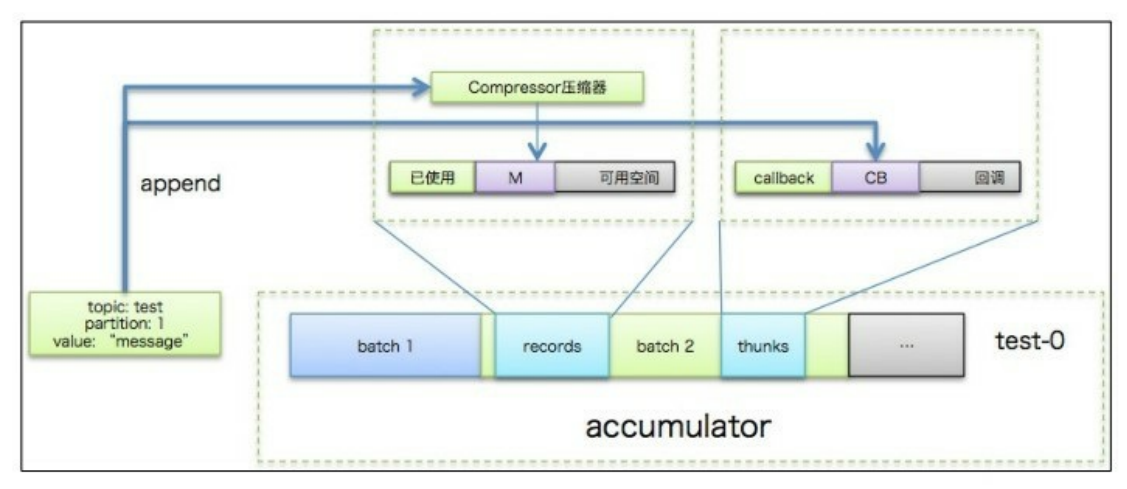 Compressor压缩器
已使用
M
可用空间
callback
CB
回调
append
topic: test
partition: 1
value: “message”
batch 1
records
batch 2
thunks
...
test-0
accumulator